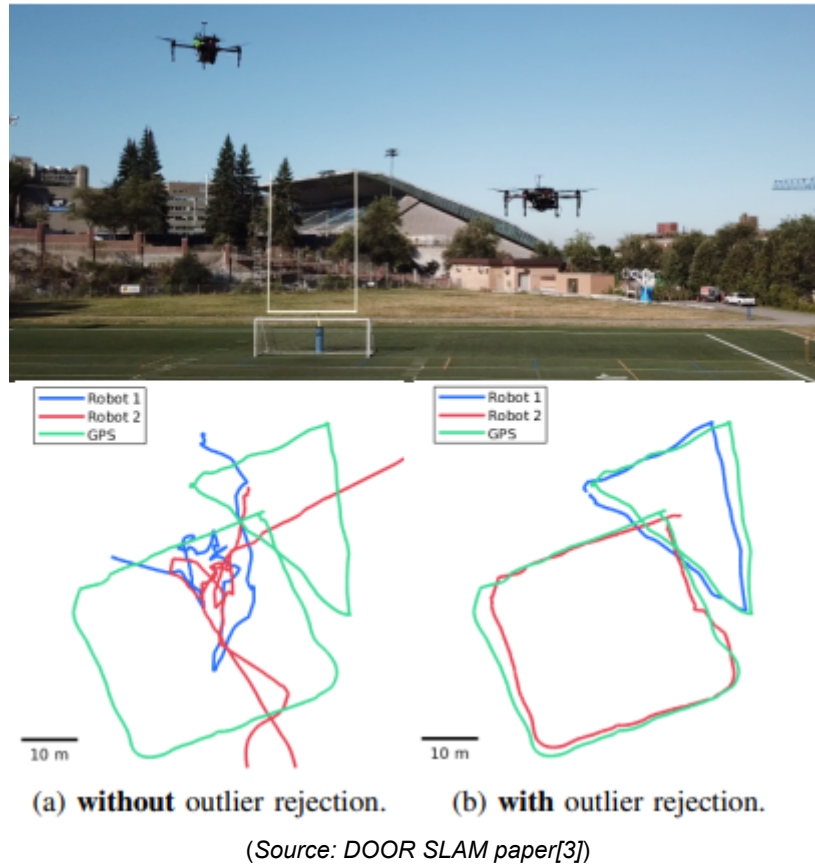 Robot 1
Robot 2
GPS
10 m
(a) without outlier rejection.
Robot 1
Robot 2
GPS
10 m
(b) with outlier rejection.
(Source: DOOR SLAM paper[3])